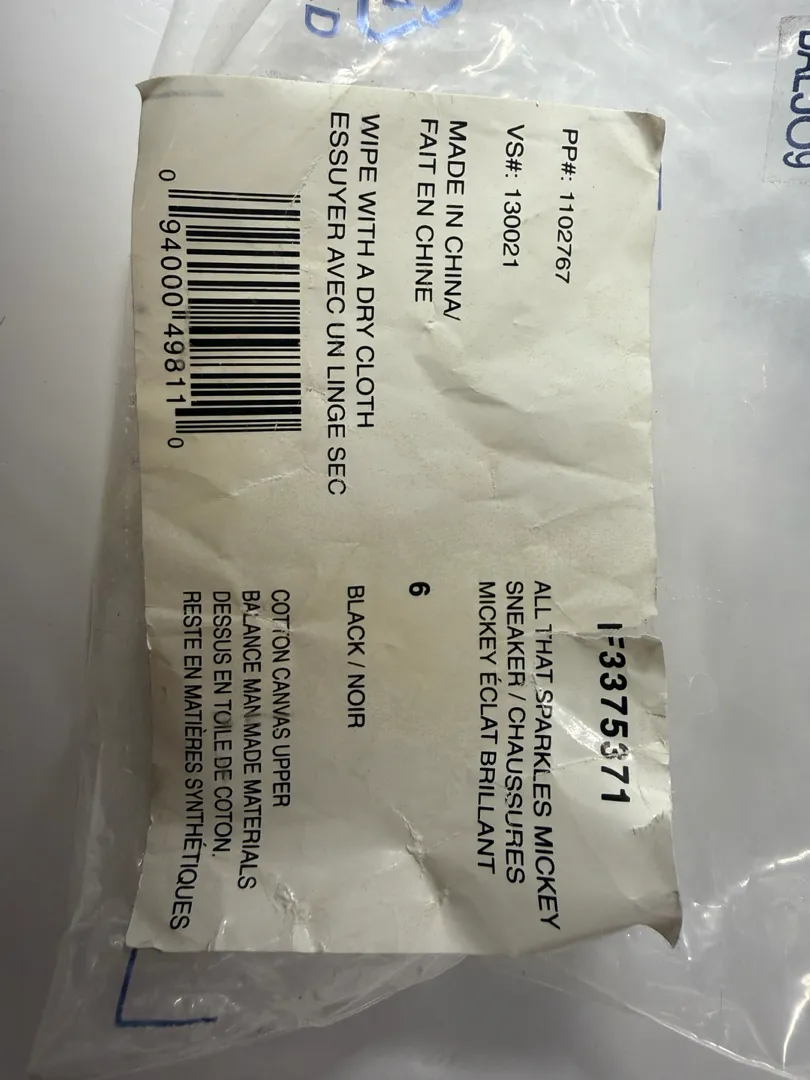 PP#: 1102767
VS#: 130021
MADE IN CHINA/
FAIT EN CHINE
WIPE WITH A DRY CLOTH
ESSUYER AVEC UN LINGE SEC
0 94000 49811 0
IF3375371
ALL THAT SPARKLES MICKEY
SNEAKER / CHAUSSURES
MICKEY ÉCLAT BRILLANT
6
BLACK / NOIR
COTTON CANVAS UPPER
BALANCE MAN MADE MATERIALS
DESSUS EN TOILE DE COTON.
RESTE EN MATIÈRES SYNTHÉTIQUES